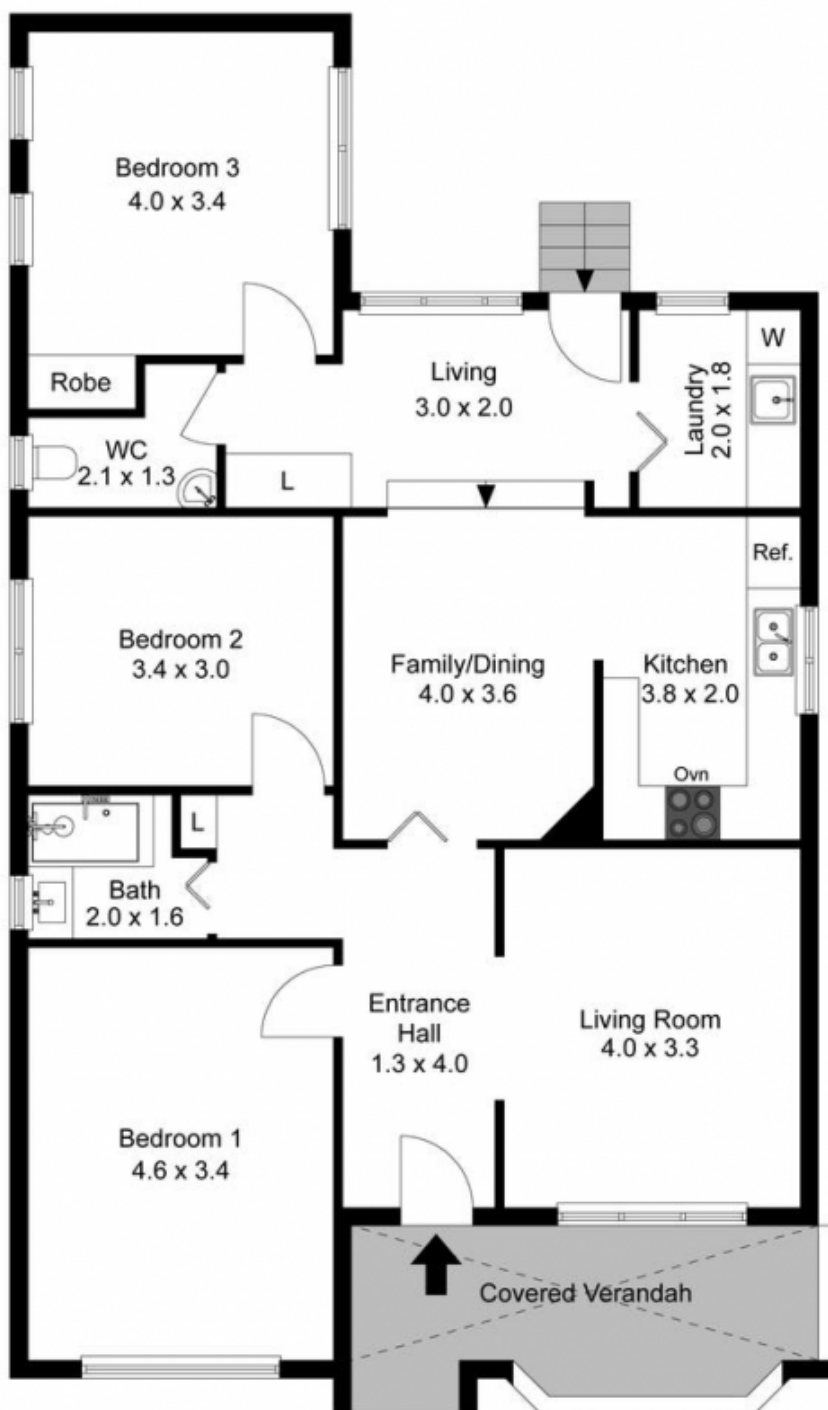 Bedroom 3
4.0 x 3.4
Robe
WC
2.1 x 1.3
L
Living
3.0 x 2.0
Laundry
2.0 x 1.8
W
Bedroom 2
3.4 x 3.0
Family/Dining
4.0 x 3.6
Ref.
Kitchen
3.8 x 2.0
Ovn
L
Bath
2.0 x 1.6
Entrance
Hall
1.3 x 4.0
Living Room
4.0 x 3.3
Bedroom 1
4.6 x 3.4
Covered Verandah